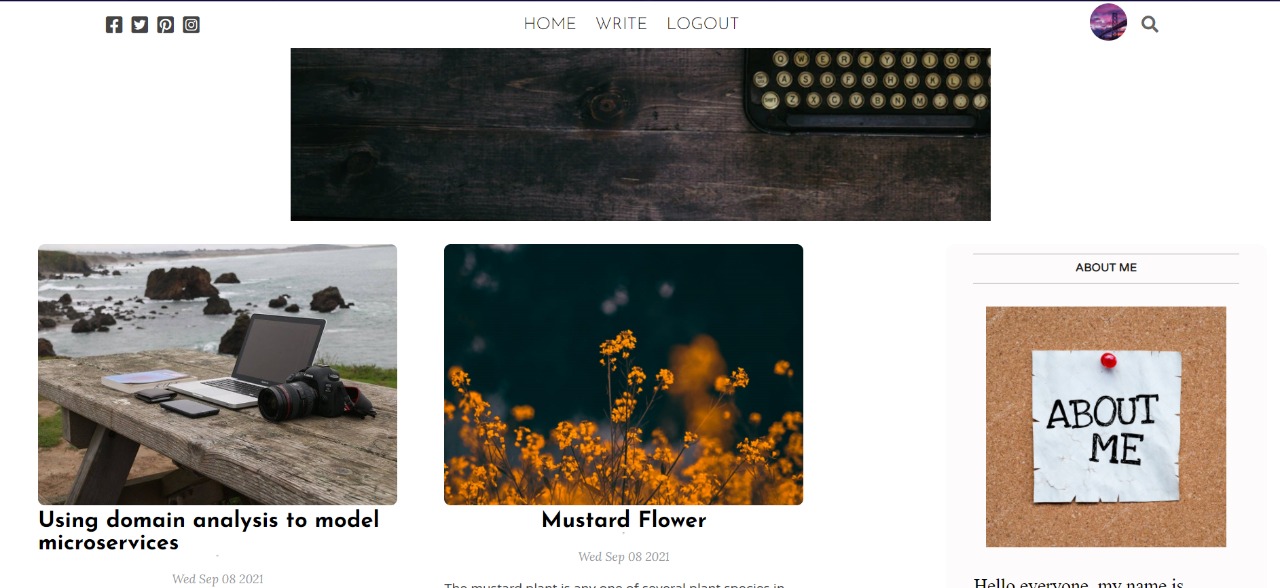 HOME WRITE LOGOUT
Q W E R T Y U I O P
A S D F G H J K L
Z X C V B N M
ABOUT ME
ABOUT
ME
Using domain analysis to model
microservices
Wed Sep 08 2021
Mustard Flower
Wed Sep 08 2021
The mustard plant is any one of several plant species in
Hello everyone, my name is